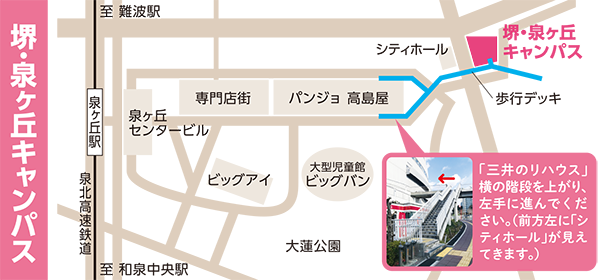 堺・泉ヶ丘キャンパス
至 難波駅
シティホール
堺・泉ヶ丘
キャンパス
歩行デッキ
専門店街
パンジョ 高島屋
泉ヶ丘駅
泉ヶ丘
センタービル
大型児童館
ビッグバン
ビッグアイ
泉北高速鉄道
大蓮公園
至 和泉中央駅
「三井のリハウス」
横の階段を上がり、
左手に進んでくだ
さい。（前方左に「シ
ティホール」が見え
てきます。）